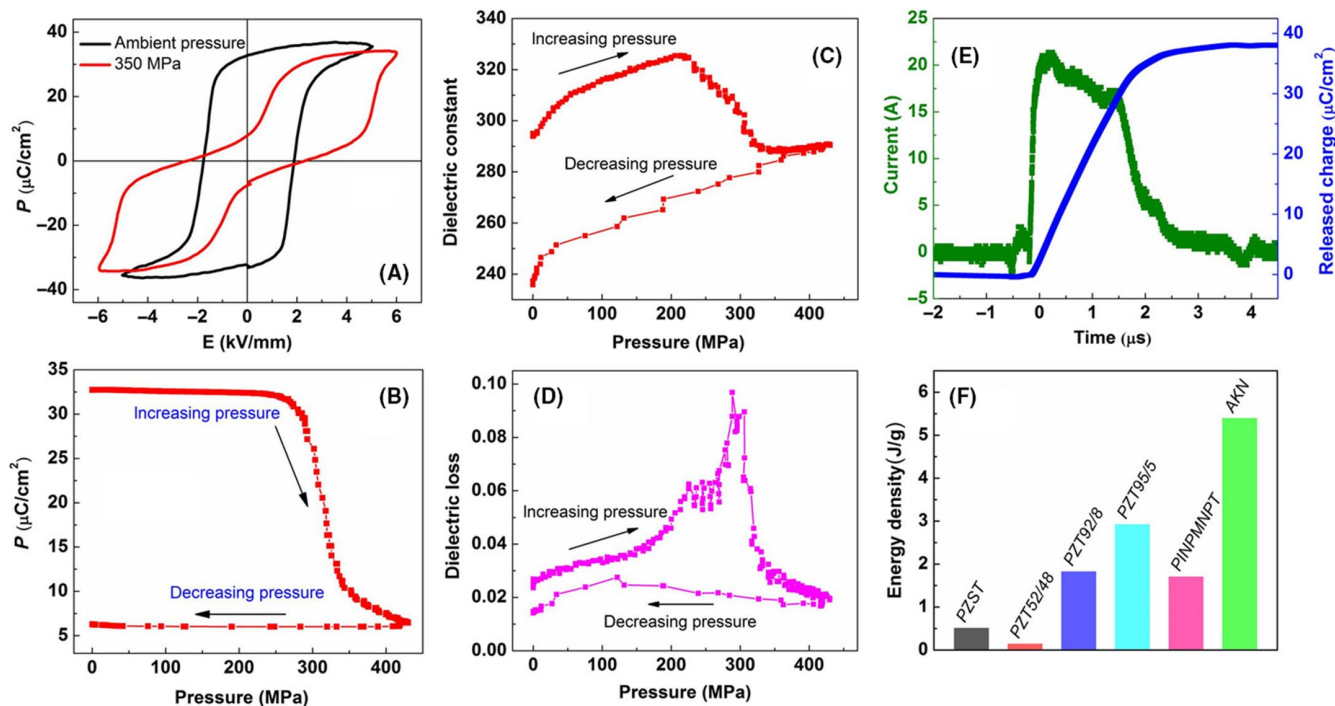 (A)
Ambient pressure
350 MPa
40
20
0
−20
−40
P (μC/cm²)
−6 −4 −2 0 2 4 6
E (kV/mm)
(C)
Increasing pressure
Decreasing pressure
340
320
300
280
260
240
Dielectric constant
0 100 200 300 400
Pressure (MPa)
(E)
25
20
15
10
5
0
−5
Current (A)
40
30
20
10
0
Released charge (μC/cm²)
−2 −1 0 1 2 3 4
Time (μs)
(B)
Increasing pressure
Decreasing pressure
35
30
25
20
15
10
5
P (μC/cm²)
0 100 200 300 400
Pressure (MPa)
(D)
Increasing pressure
Decreasing pressure
0.10
0.08
0.06
0.04
0.02
0.00
Dielectric loss
0 100 200 300 400
Pressure (MPa)
(F)
6
5
4
3
2
1
0
Energy density(J/g)
PZST
PZT52/48
PZT92/8
PZT95/5
PINPMNPT
AKN